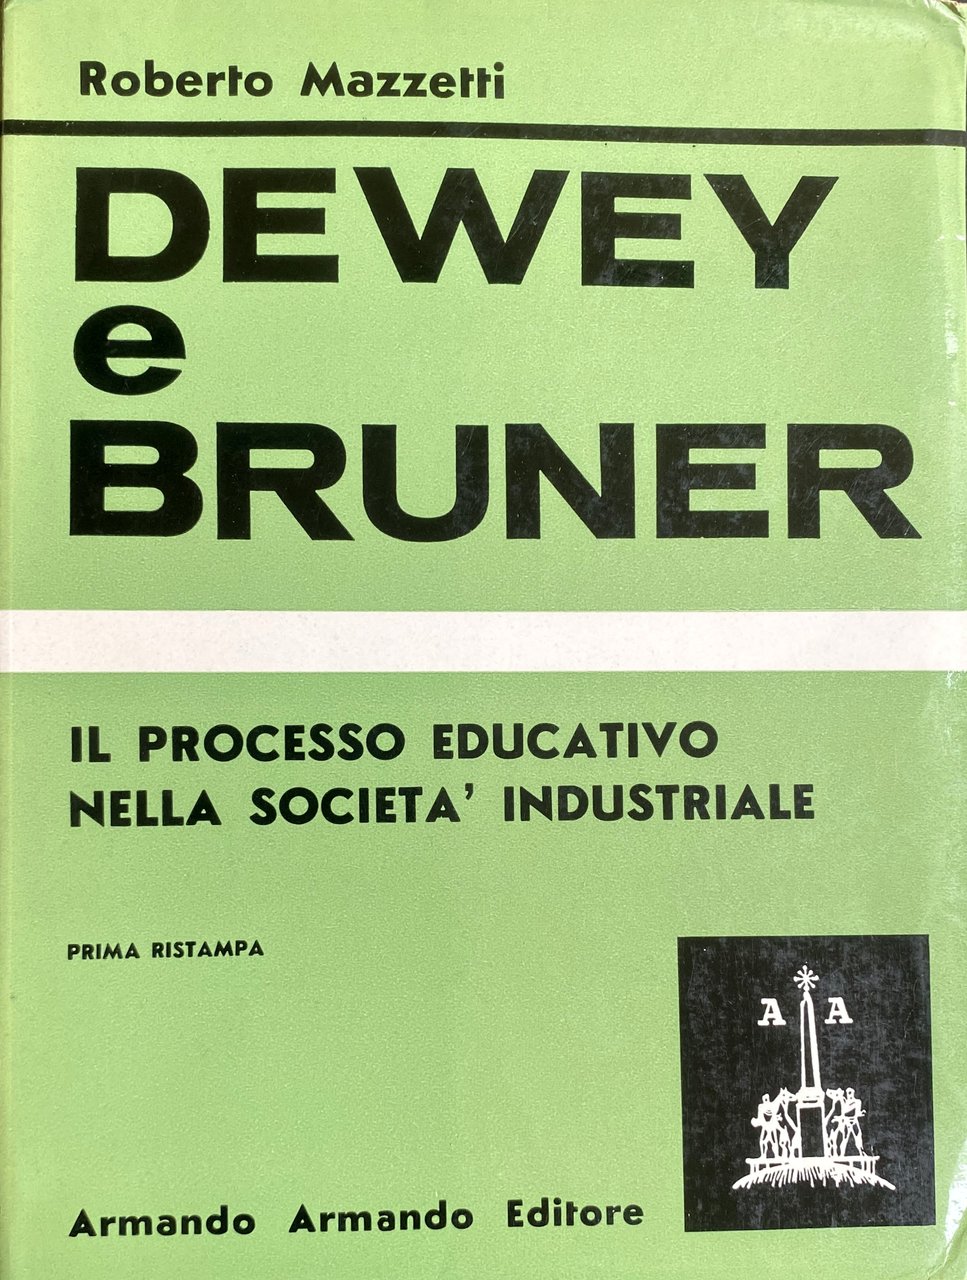 Roberto Mazzetti
DEWEY
e
BRUNER
IL PROCESSO EDUCATIVO
NELLA SOCIETA' INDUSTRIALE
PRIMA RISTAMPA
A A
Armando Armando Editore